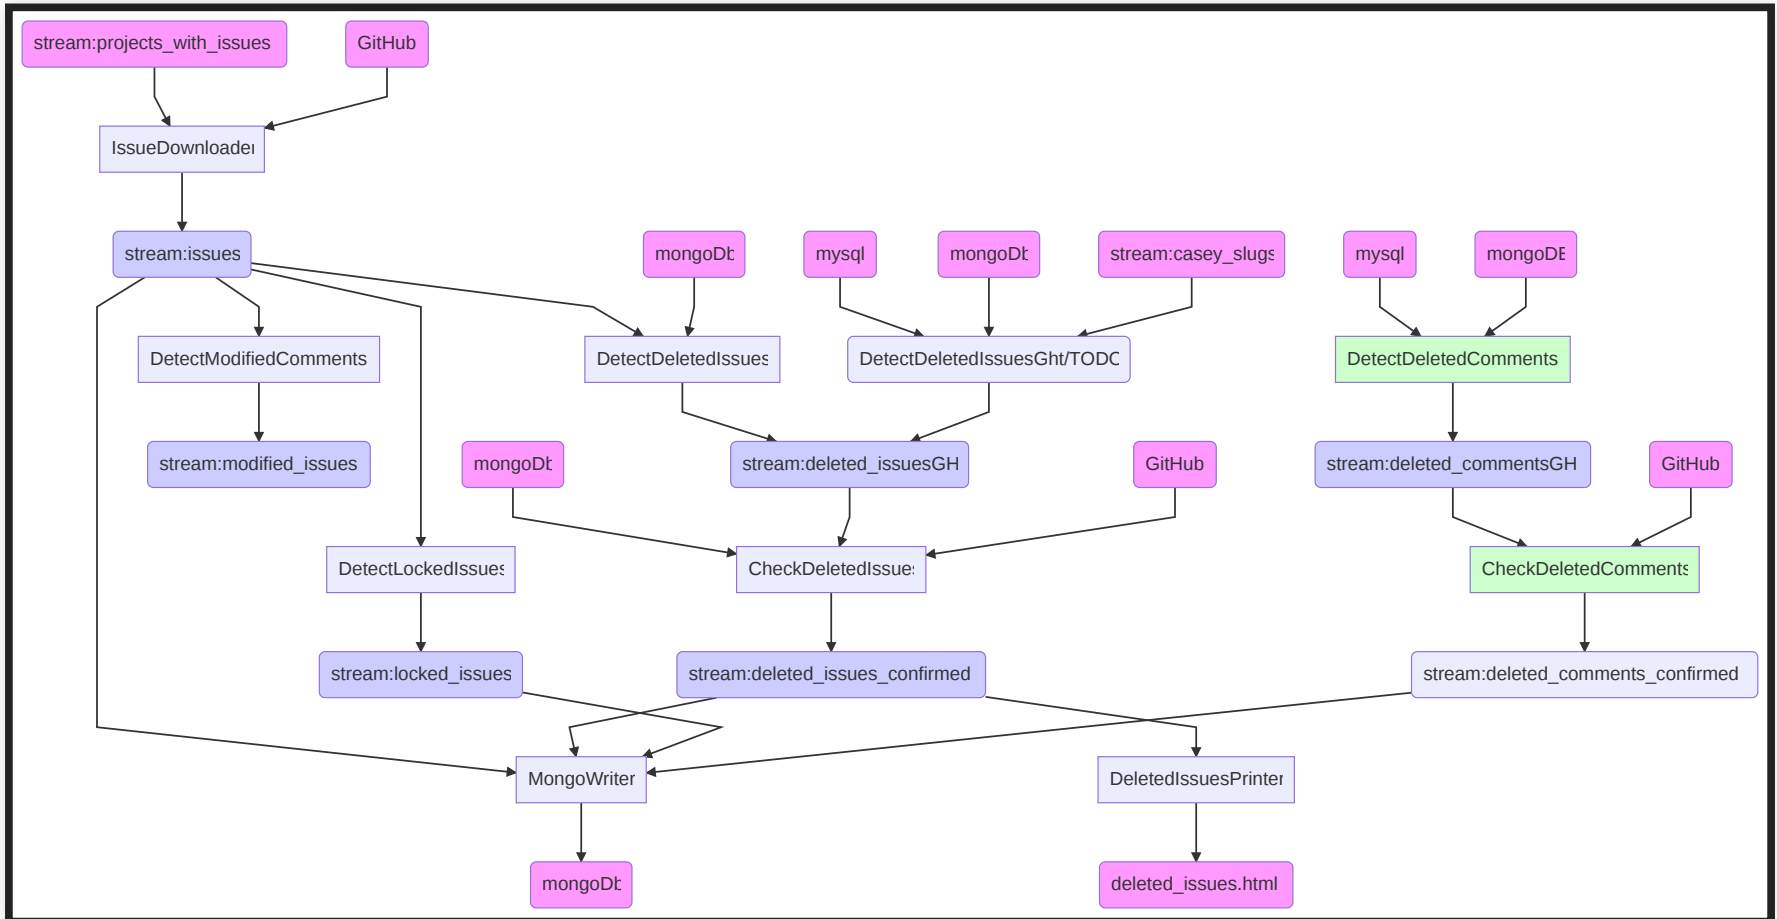 stream:projects_with_issues
GitHub
IssueDownloader
stream:issues
mongoDb
mysql
mongoDb
stream:casey_slugs
mysql
mongoDB
DetectModifiedComments
DetectDeletedIssues
DetectDeletedIssuesGht/TODO
DetectDeletedComments
stream:modified_issues
mongoDb
stream:deleted_issuesGH
GitHub
stream:deleted_commentsGH
GitHub
DetectLockedIssues
CheckDeletedIssues
CheckDeletedComments
stream:locked_issues
stream:deleted_issues_confirmed
stream:deleted_comments_confirmed
MongoWriter
DeletedIssuesPrinter
mongoDb
deleted_issues.html